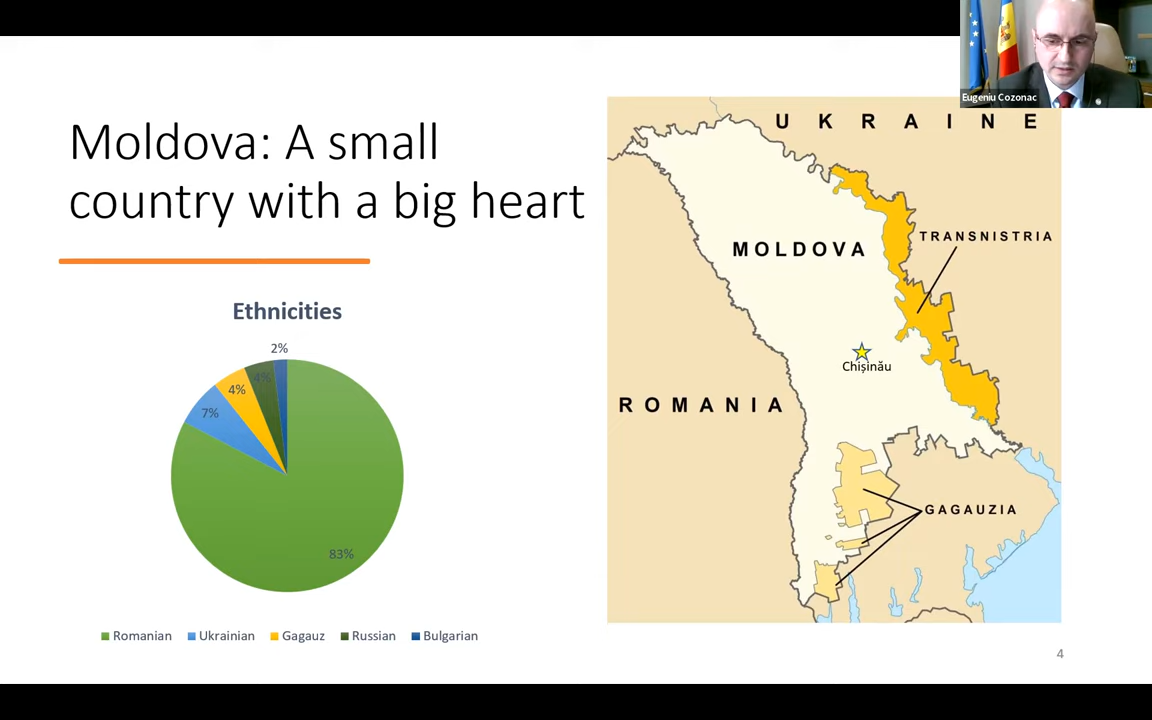 Eugeniu Cozonac
Moldova: A small
country with a big heart
Ethnicities
2%
4%
4%
7%
83%
Romanian
Ukrainian
Gagauz
Russian
Bulgarian
UKRAINE
TRANSNISTRIA
MOLDOVA
Chișinău
ROMANIA
GAGAUZIA
4